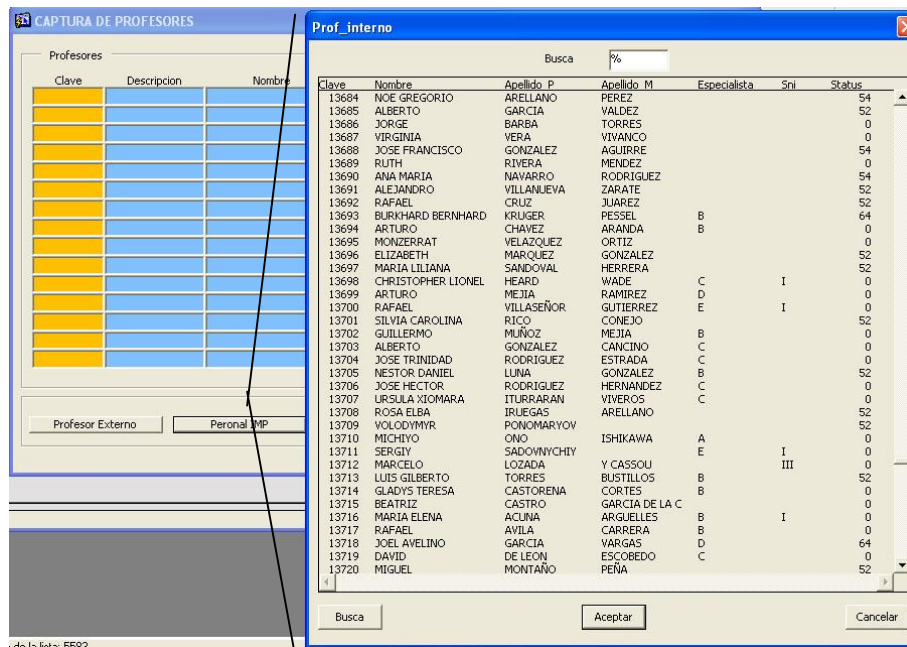 CAPTURA DE PROFESORES
Profesores
Clave Descripcion Nombre
Profesor Externo Peronal IMP
Prof_interno
Busca %
Clave Nombre Apellido P Apellido M Especialista Sni Status
13684 NOE GREGORIO ARELLANO PEREZ 54
13685 ALBERTO GARCIA VALDEZ 52
13686 JORGE BARBA TORRES 0
13687 VIRGINIA VERA VIVANCO 0
13688 JOSE FRANCISCO GONZALEZ AGUIRRE 54
13689 RUTH RIVERA MENDEZ 0
13690 ANA MARIA NAVARRO RODRIGUEZ 54
13691 ALEJANDRO VILLANUEVA ZARATE 52
13692 RAFAEL CRUZ JUAREZ 52
13693 BURKHARD BERNHARD KRUGER PESSEL B 64
13694 ARTURO CHAVEZ ARANDA B 0
13695 MONZERRAT VELAZQUEZ ORTIZ 0
13696 ELIZABETH MARQUEZ GONZALEZ 52
13697 MARIA LILIANA SANDOVAL HERRERA 52
13698 CHRISTOPHER LIONEL HEARD WADE C I 0
13699 ARTURO MEJIA RAMIREZ D 0
13700 RAFAEL VILLASEÑOR GUTIERREZ E I 0
13701 SILVIA CAROLINA RICO CONEJO 52
13702 GUILLERMO MUÑOZ MEJIA B 0
13703 ALBERTO GONZALEZ CANCINO C 0
13704 JOSE TRINIDAD RODRIGUEZ ESTRADA C 0
13705 NESTOR DANIEL LUNA GONZALEZ B 52
13706 JOSE HECTOR RODRIGUEZ HERNANDEZ C 0
13707 URSULA XIOMARA ITURRARAN VIVEROS C 0
13708 ROSA ELBA IRUEGAS ARELLANO 52
13709 VOLODYMYR PONOMARYOV 52
13710 MICHIYO ONO ISHIKAWA A 0
13711 SERGIY SADOVNYCHIY E I 0
13712 MARCELO LOZADA Y CASSOU III 0
13713 LUIS GILBERTO TORRES BUSTILLOS B 52
13714 GLADYS TERESA CASTORENA CORTES B 0
13715 BEATRIZ CASTRO GARCIA DE LA C 0
13716 MARIA ELENA ACUNA ARGUELLES B I 0
13717 RAFAEL AVILA CARRERA B 0
13718 JOEL AVELINO GARCIA VARGAS D 64
13719 DAVID DE LEON ESCOBEDO C 0
13720 MIGUEL MONTAÑO PEÑA 52
Busca Aceptar Cancelar
de la lista: 5583